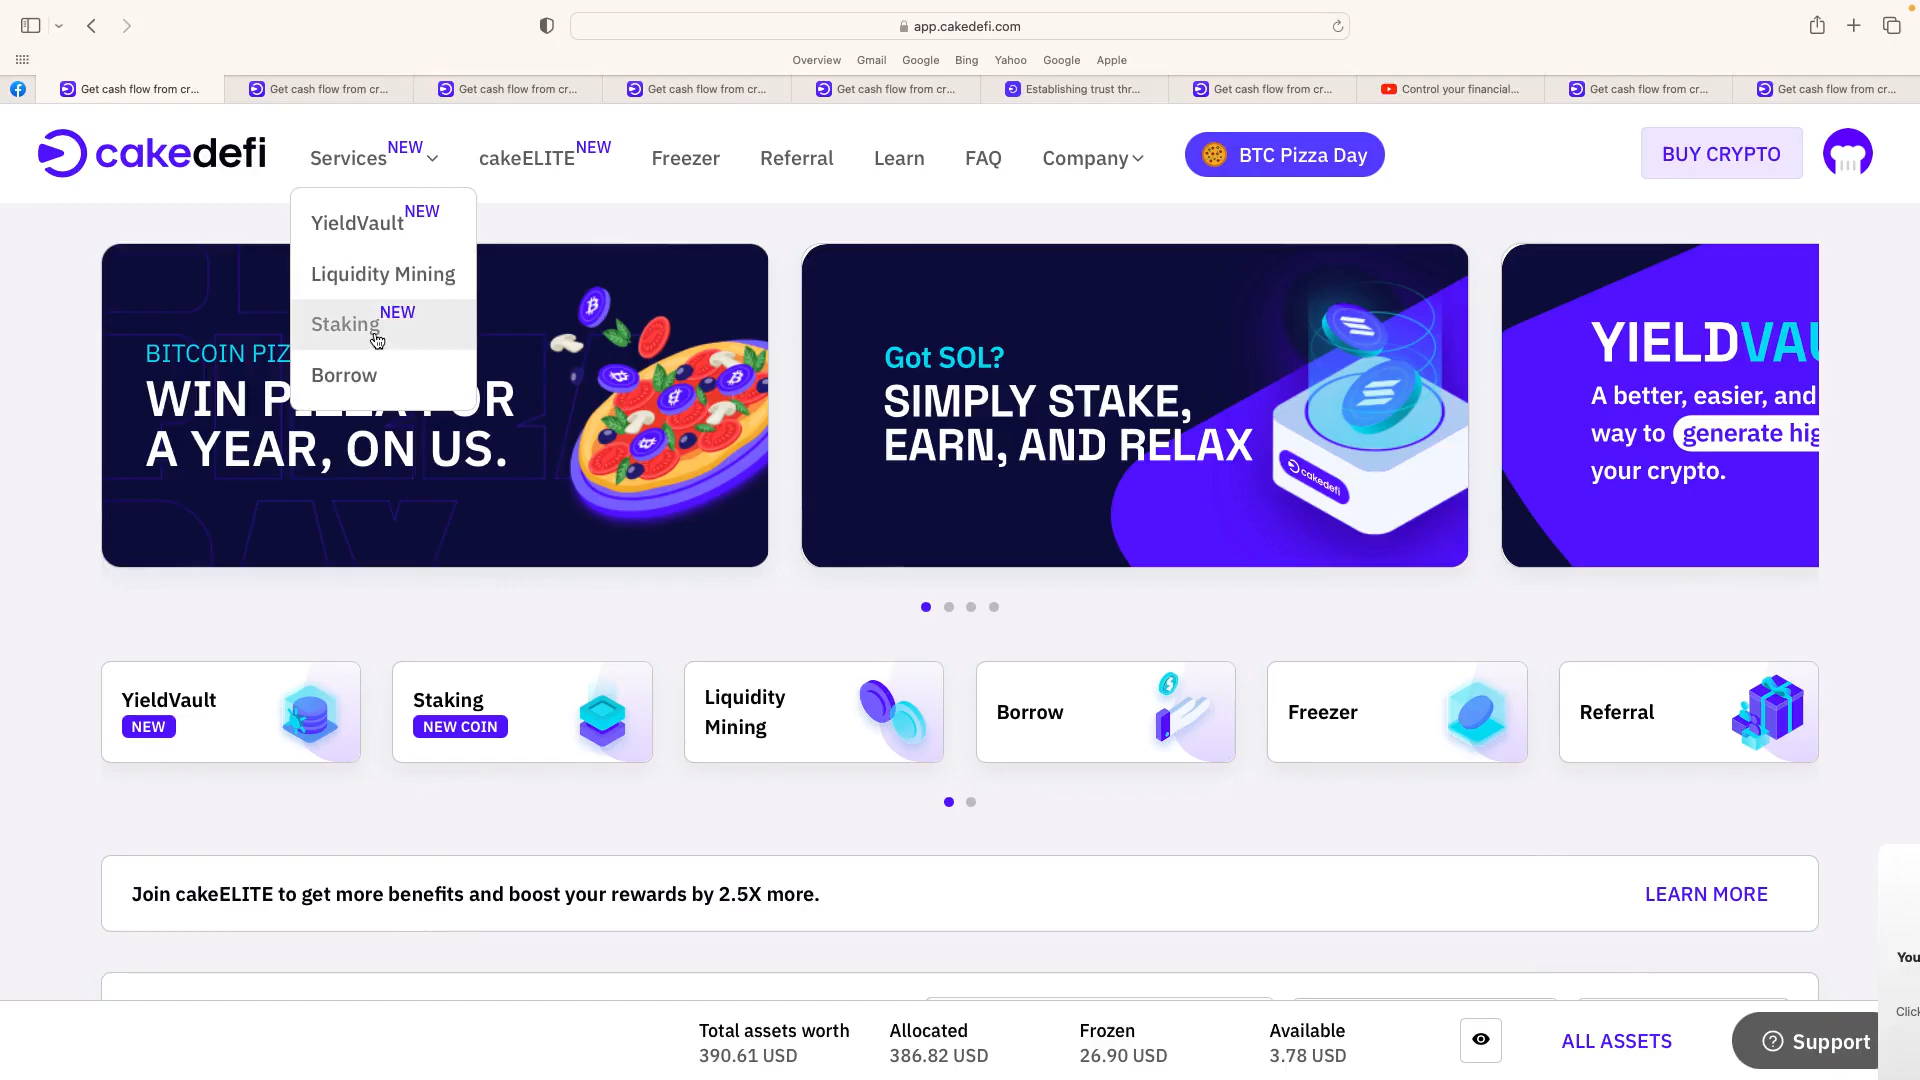 app.cakedefi.com
Overview Gmail Google Bing Yahoo Google Apple
Get cash flow from cr... Get cash flow from cr... Get cash flow from cr... Get cash flow from cr... Get cash flow from cr... Establishing trust thr... Get cash flow from cr... Control your financial... Get cash flow from cr... Get cash flow from cr...
cakedefi Services NEW cakeELITE NEW Freezer Referral Learn FAQ Company BTC Pizza Day BUY CRYPTO
YieldVault NEW
Liquidity Mining
Staking NEW
Borrow
BITCOIN PIZ
WIN PIZZA FOR
A YEAR, ON US.
Got SOL?
SIMPLY STAKE,
EARN, AND RELAX
cakedefi
YIELDVAU
A better, easier, and
way to generate hig
your crypto.
YieldVault
NEW
Staking
NEW COIN
Liquidity
Mining
Borrow
Freezer
Referral
Join cakeELITE to get more benefits and boost your rewards by 2.5X more.
LEARN MORE
You
Click
Total assets worth
390.61 USD
Allocated
386.82 USD
Frozen
26.90 USD
Available
3.78 USD
ALL ASSETS
Support